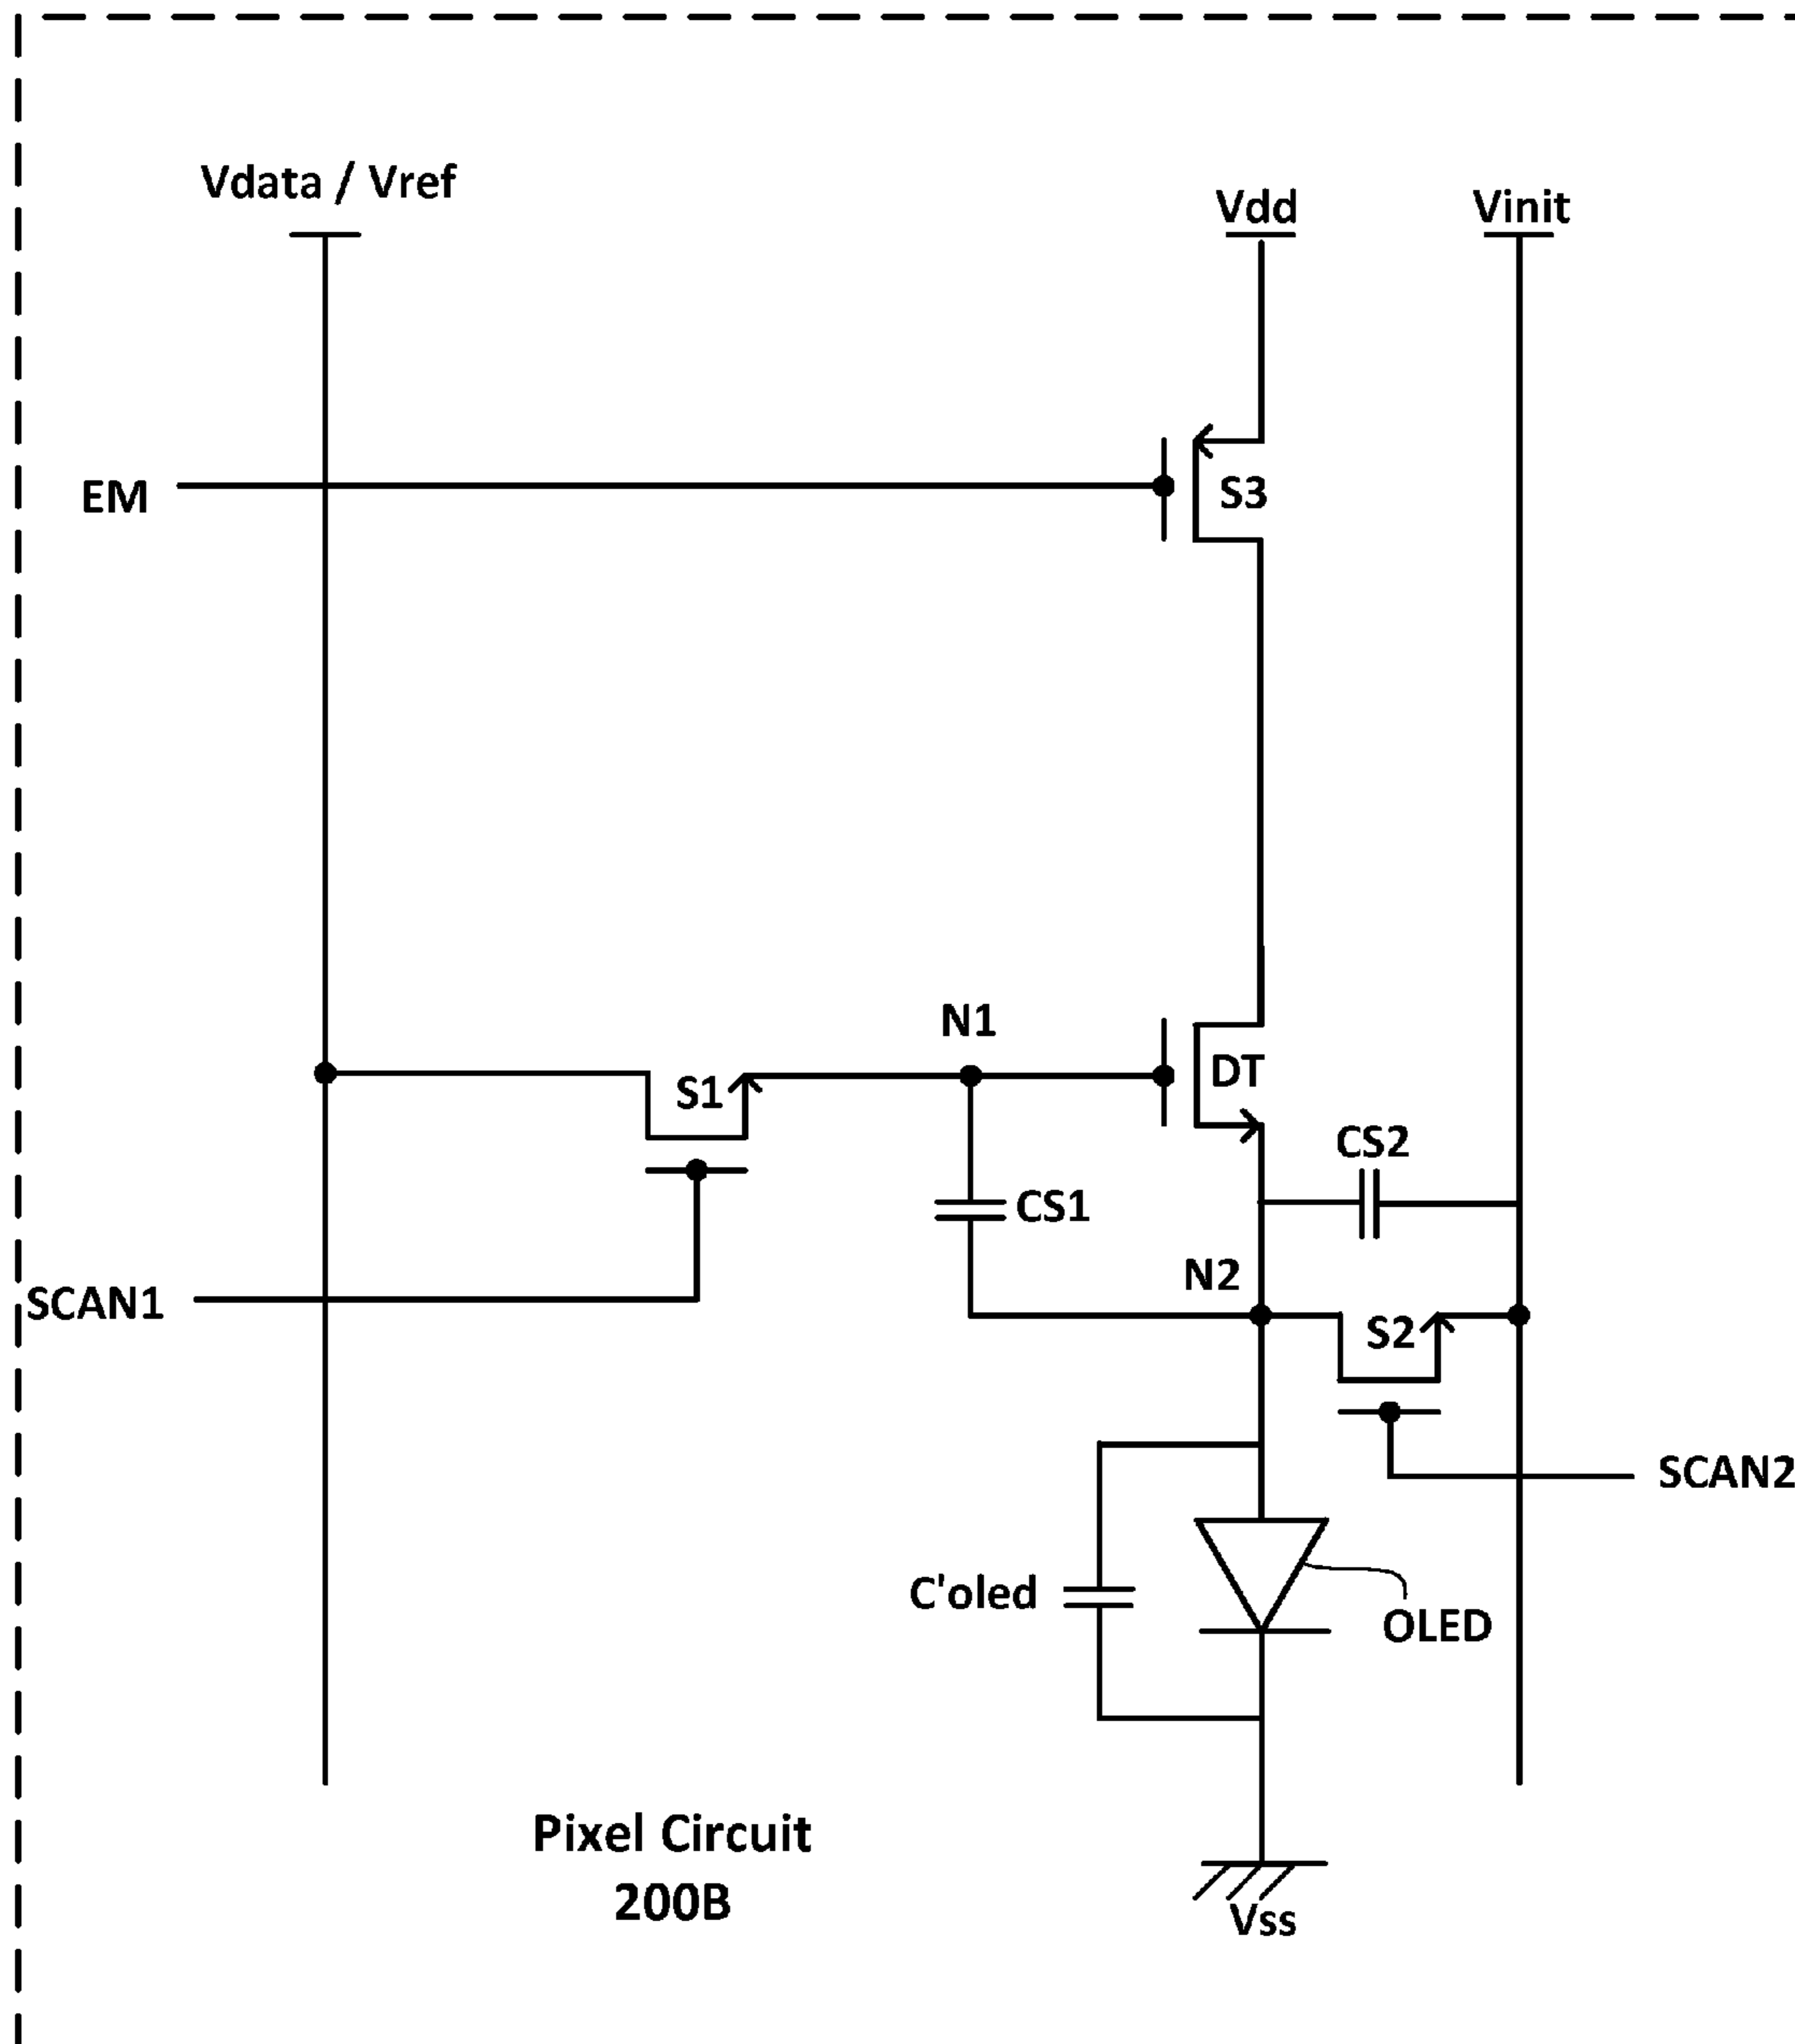 Vdata / Vref
Vdd
Vinit
EM
S3
N1
S1
DT
CS2
CS1
N2
SCAN1
S2
SCAN2
C'oled
OLED
Pixel Circuit
200B
Vss